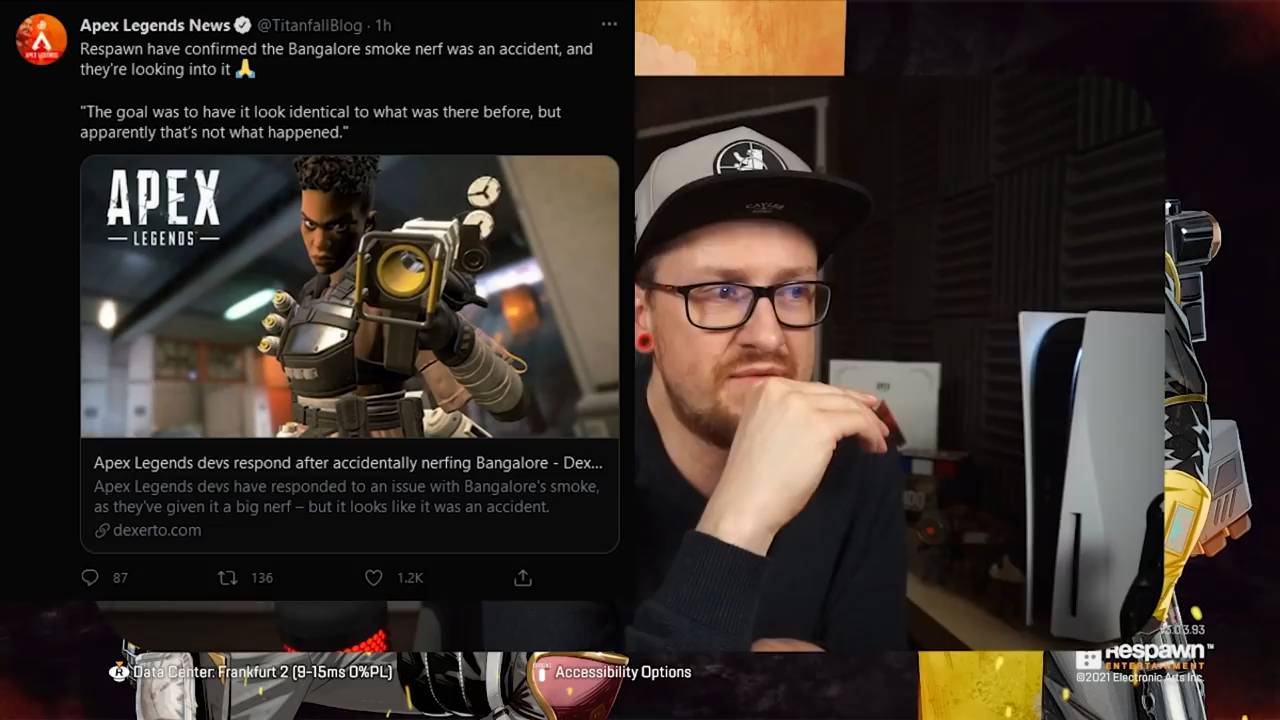 Apex Legends News @TitanfallBlog · 1h
Respawn have confirmed the Bangalore smoke nerf was an accident, and
they're looking into it 🙏
"The goal was to have it look identical to what was there before, but
apparently that's not what happened."
APEX
LEGENDS
Apex Legends devs respond after accidentally nerfing Bangalore - Dex...
Apex Legends devs have responded to an issue with Bangalore's smoke,
as they've given it a big nerf – but it looks like it was an accident.
dexerto.com
87 136 1.2K
CAYLER
Data Center: Frankfurt 2 (9-15ms 0%PL)
Accessibility Options
Respawn™
ENTERTAINMENT
©2021 Electronic Arts Inc.